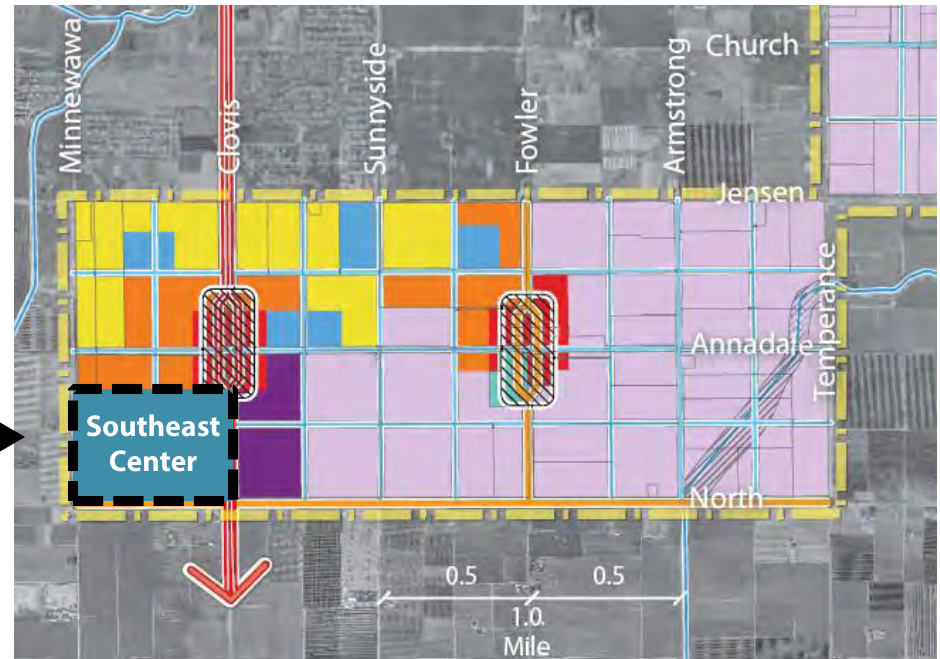 Minnewawa
Clovis
Sunnyside
Fowler
Armstrong
Church
Jensen
Temperance
Annadale
Southeast
Center
North
0.5
0.5
1.0.
Mile